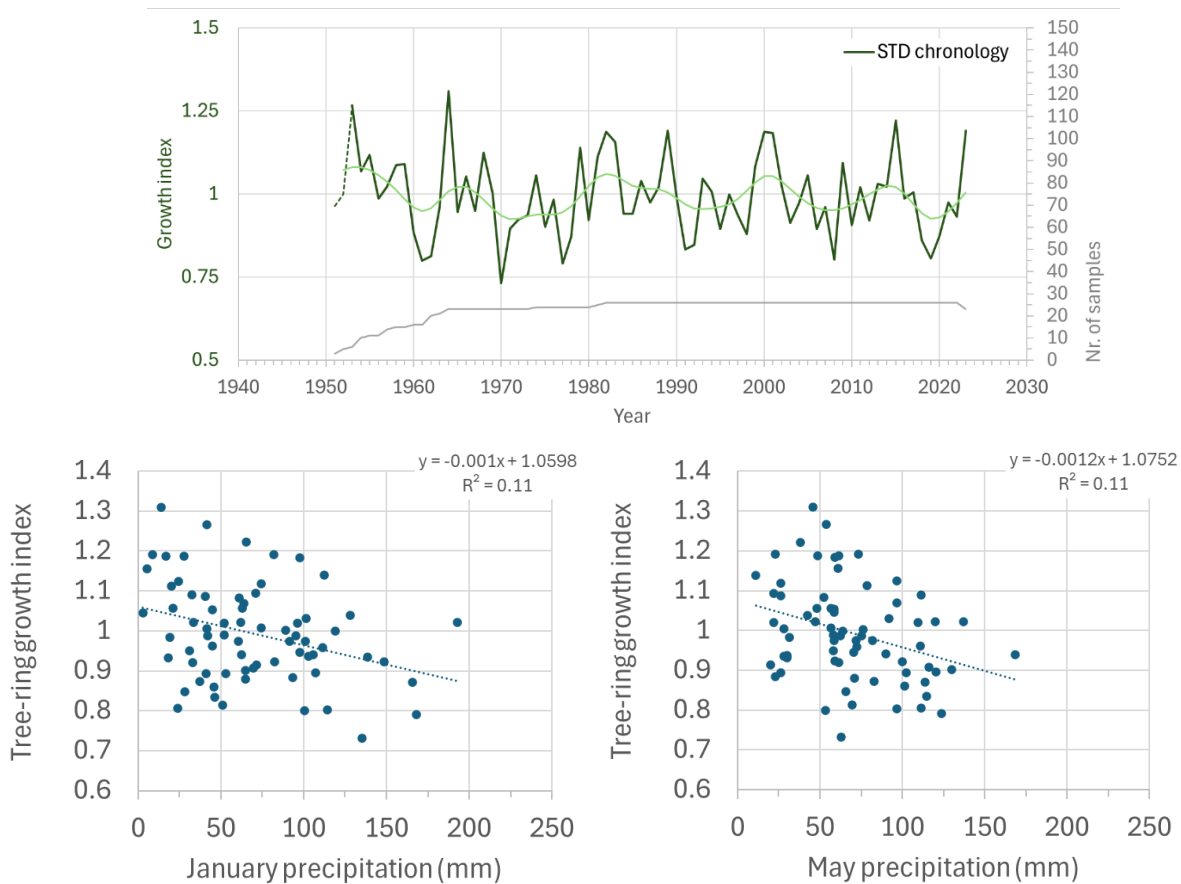 1.5
1.25
1
0.75
0.5
Growth index
STD chronology
150
140
130
120
110
100
90
80
70
60
50
40
30
20
10
0
Nr. of samples
1940 1950 1960 1970 1980 1990 2000 2010 2020 2030
Year
y = -0.001x + 1.0598
R² = 0.11
1.4
1.3
1.2
1.1
1
0.9
0.8
0.7
0.6
Tree-ring growth index
0 50 100 150 200 250
January precipitation (mm)
y = -0.0012x + 1.0752
R² = 0.11
1.4
1.3
1.2
1.1
1
0.9
0.8
0.7
0.6
Tree-ring growth index
0 50 100 150 200 250
May precipitation (mm)